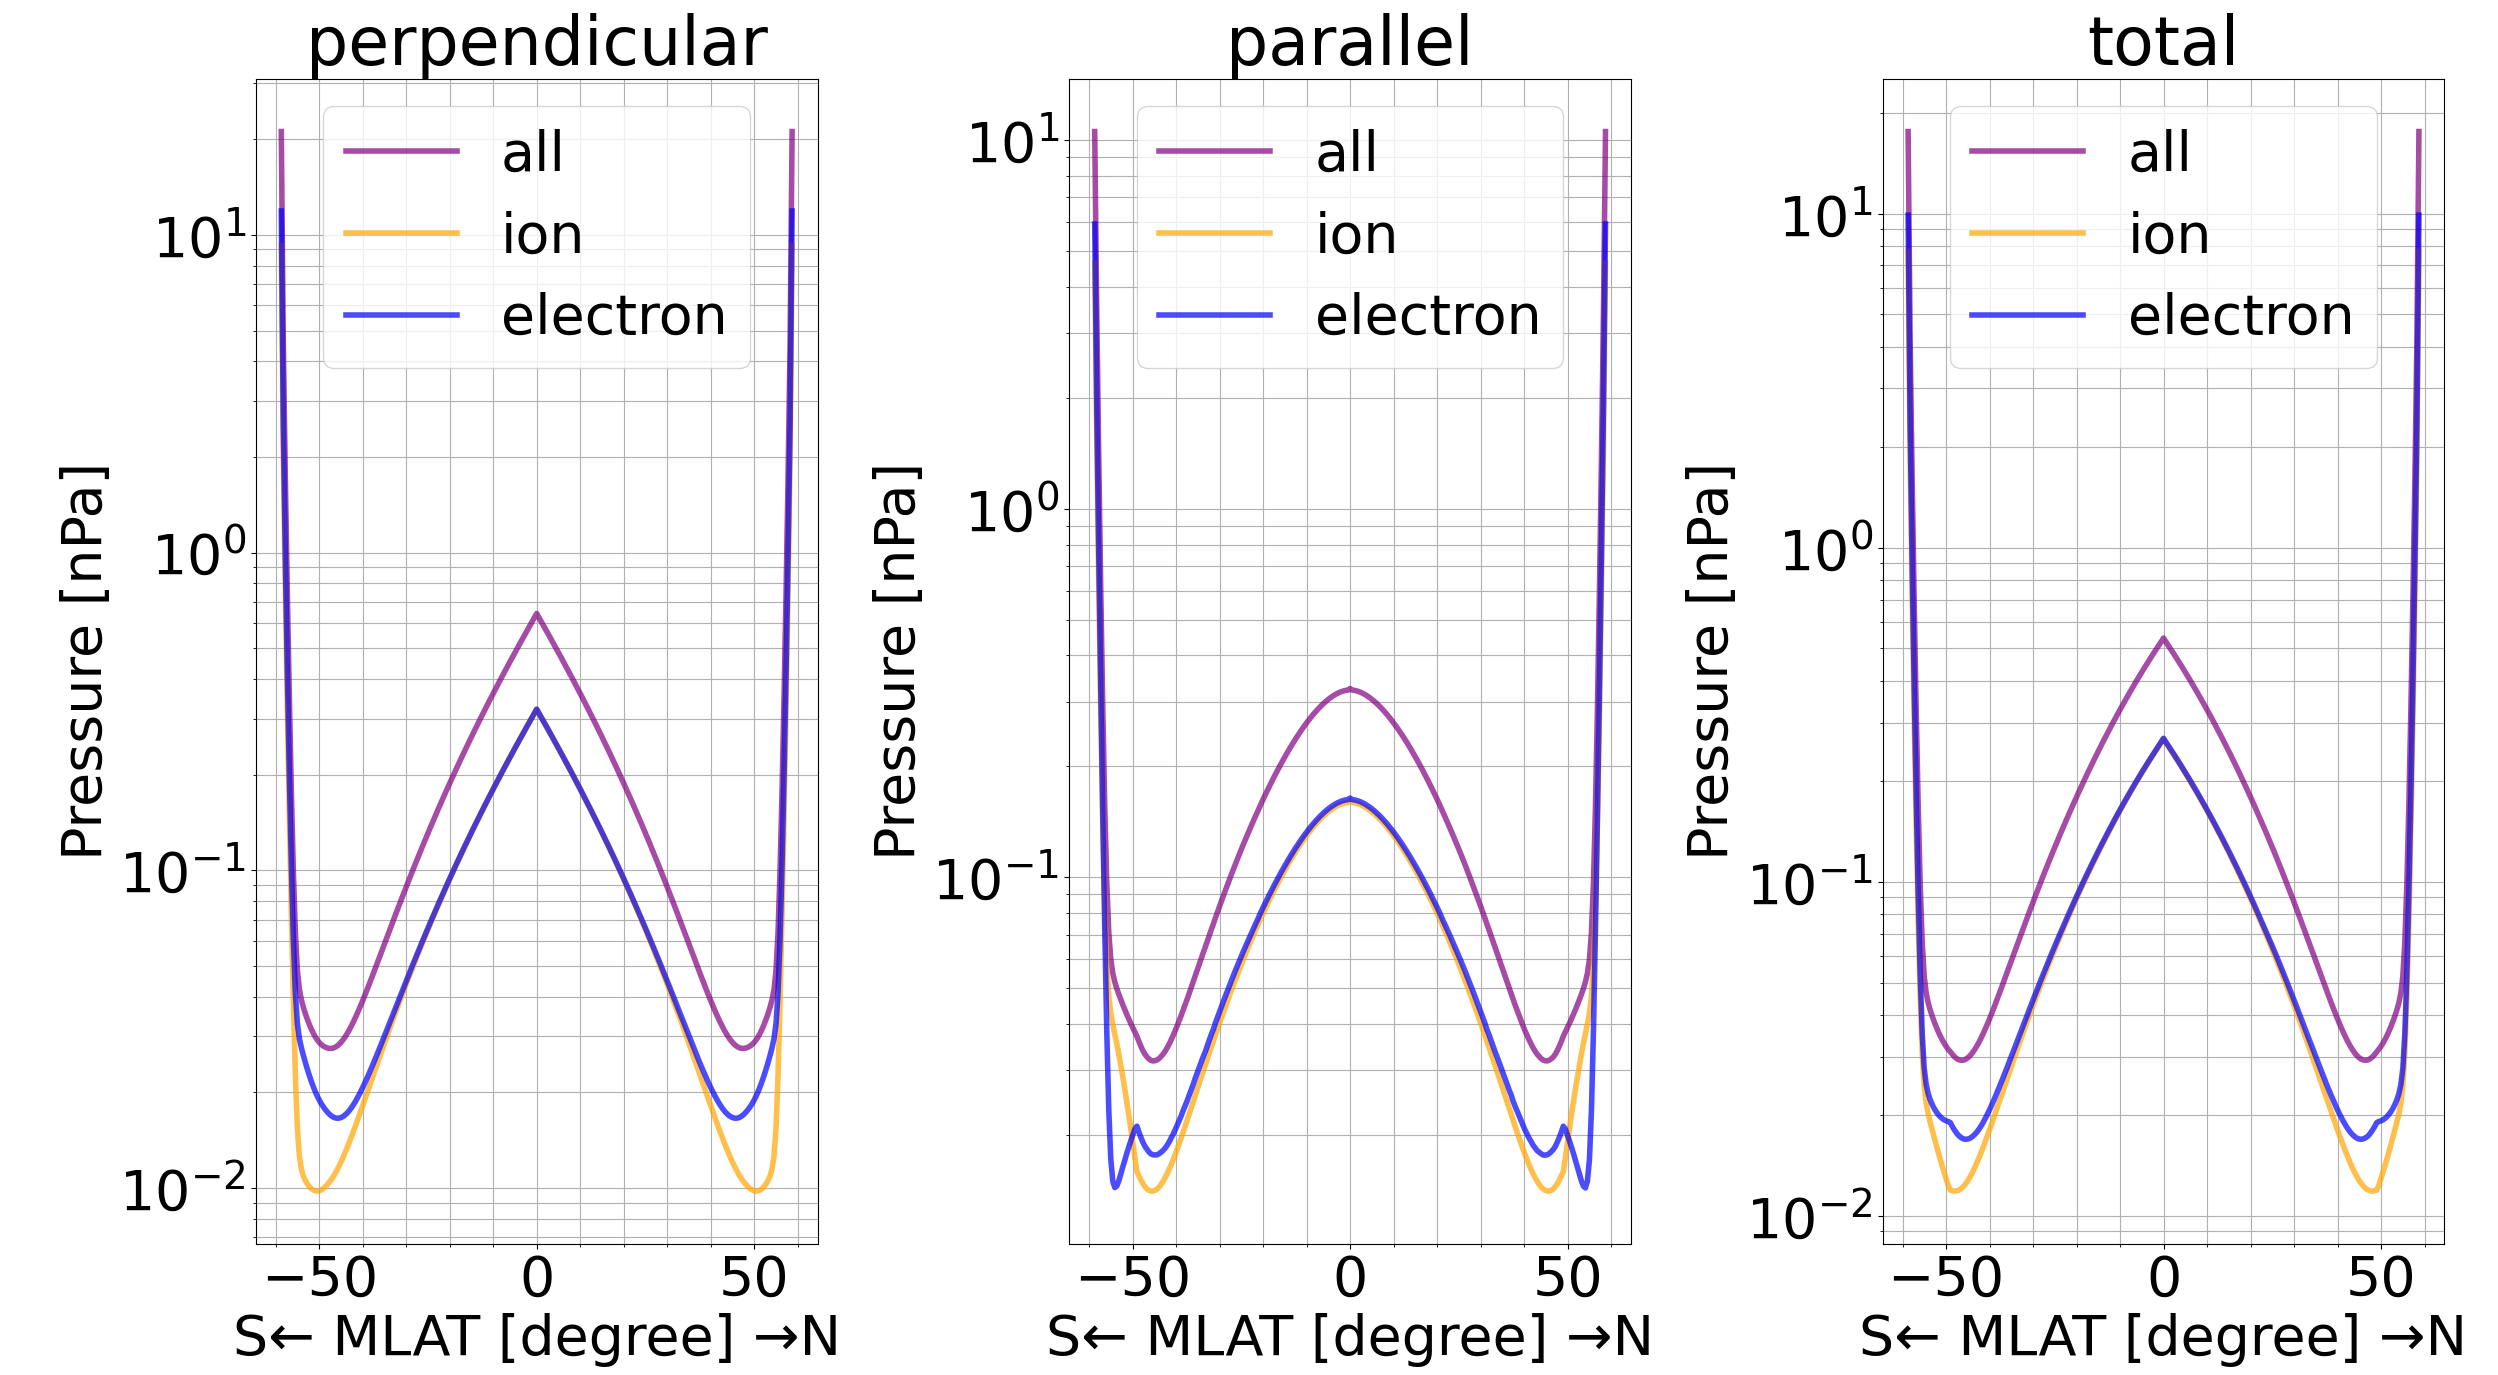 perpendicular
Pressure [nPa]
10¹
10⁰
10⁻¹
10⁻²
all
ion
electron
−50
0
50
S← MLAT [degree] →N
parallel
Pressure [nPa]
10¹
10⁰
10⁻¹
all
ion
electron
−50
0
50
S← MLAT [degree] →N
total
Pressure [nPa]
10¹
10⁰
10⁻¹
10⁻²
all
ion
electron
−50
0
50
S← MLAT [degree] →N